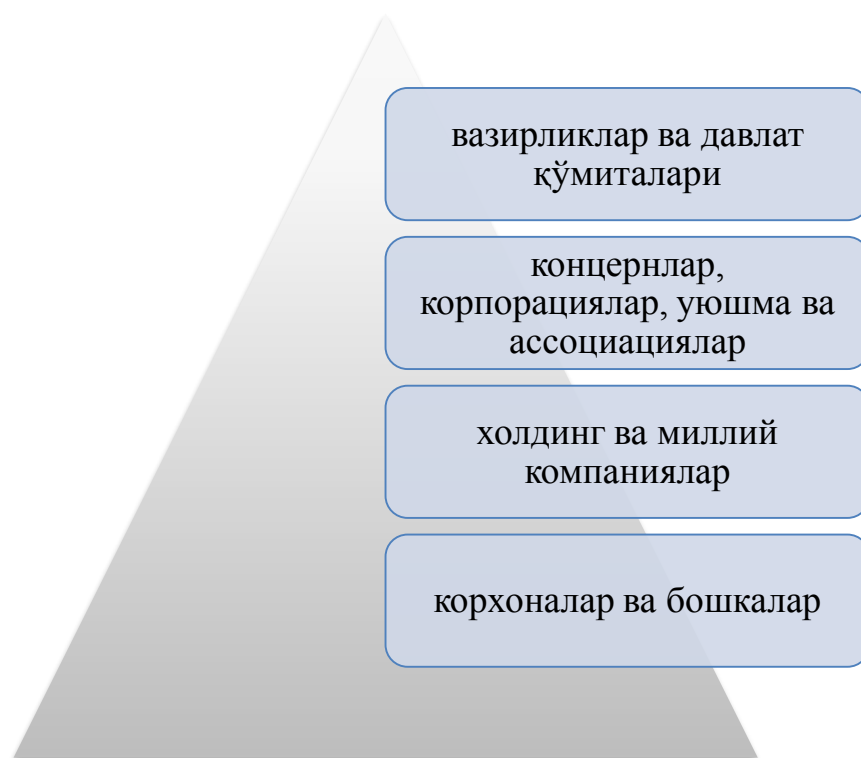 вазирликлар ва давлат
қўмиталари
концернлар,
корпорациялар, уюшма ва
ассоциациялар
холдинг ва миллий
компаниялар
корхоналар ва бошкалар